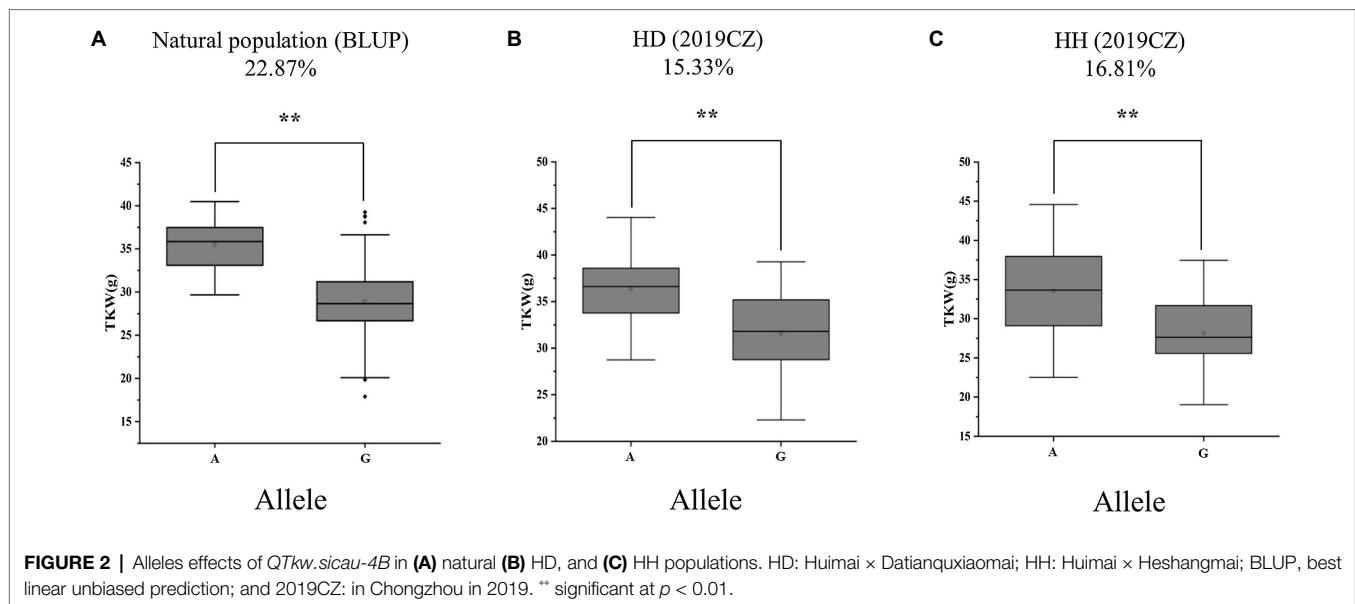 A Natural population (BLUP)
22.87%
**
TKW(g)
45
40
35
30
25
20
15
A G
Allele
B HD (2019CZ)
15.33%
**
TKW(g)
50
45
40
35
30
25
20
A G
Allele
C HH (2019CZ)
16.81%
**
TKW(g)
50
45
40
35
30
25
20
15
A G
Allele
FIGURE 2 | Alleles effects of QTkw.sicau-4B in (A) natural (B) HD, and (C) HH populations. HD: Huimai × Datianquxiaomai; HH: Huimai × Heshangmai; BLUP, best
linear unbiased prediction; and 2019CZ: in Chongzhou in 2019. ** significant at p < 0.01.